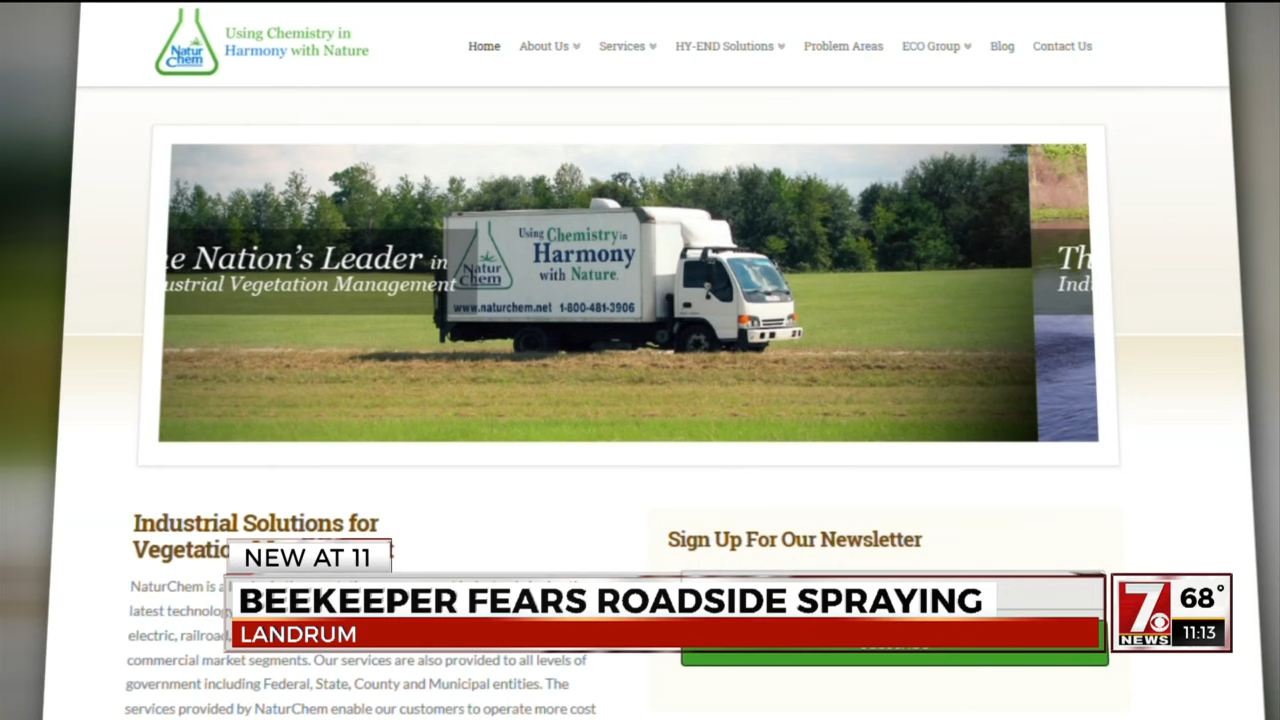 Natur
Chem
Using Chemistry in
Harmony with Nature
Home
About Us
Services
HY-END Solutions
Problem Areas
ECO Group
Blog
Contact Us
e Nation's Leader in
ustrial Vegetation Management
Natur
Chem
Using Chemistry in
Harmony
with Nature.
www.naturchem.net 1-800-481-3906
Th
Ind
Industrial Solutions for
Vegetatio
t
Sign Up For Our Newsletter
NaturChem is a
latest technolog
electric, railroad,
commercial market segments. Our services are also provided to all levels of
government including Federal, State, County and Municipal entities. The
services provided by NaturChem enable our customers to operate more cost
NEW AT 11
BEEKEEPER FEARS ROADSIDE SPRAYING
LANDRUM
7
NEWS
68°
11:13